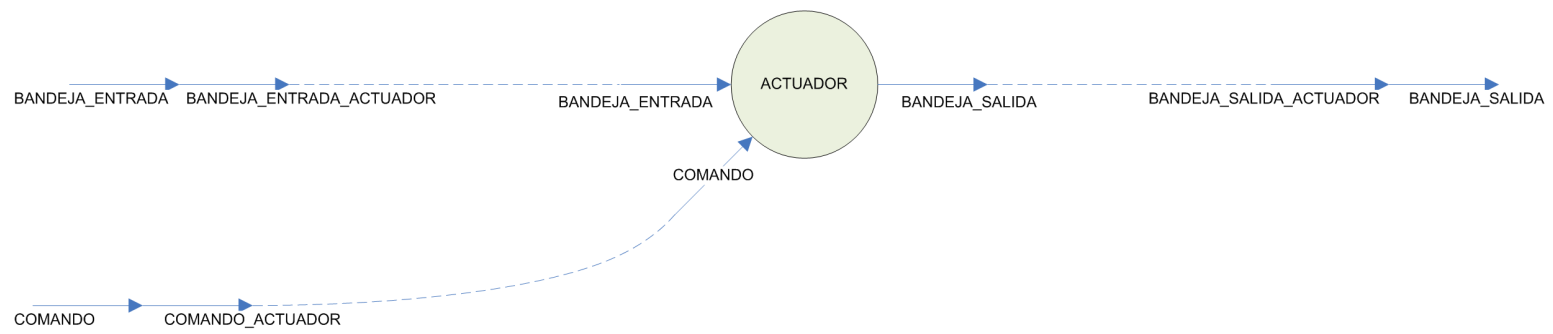 ACTUADOR
BANDEJA_ENTRADA
BANDEJA_ENTRADA_ACTUADOR
BANDEJA_ENTRADA
BANDEJA_SALIDA
BANDEJA_SALIDA_ACTUADOR
BANDEJA_SALIDA
COMANDO
COMANDO
COMANDO_ACTUADOR